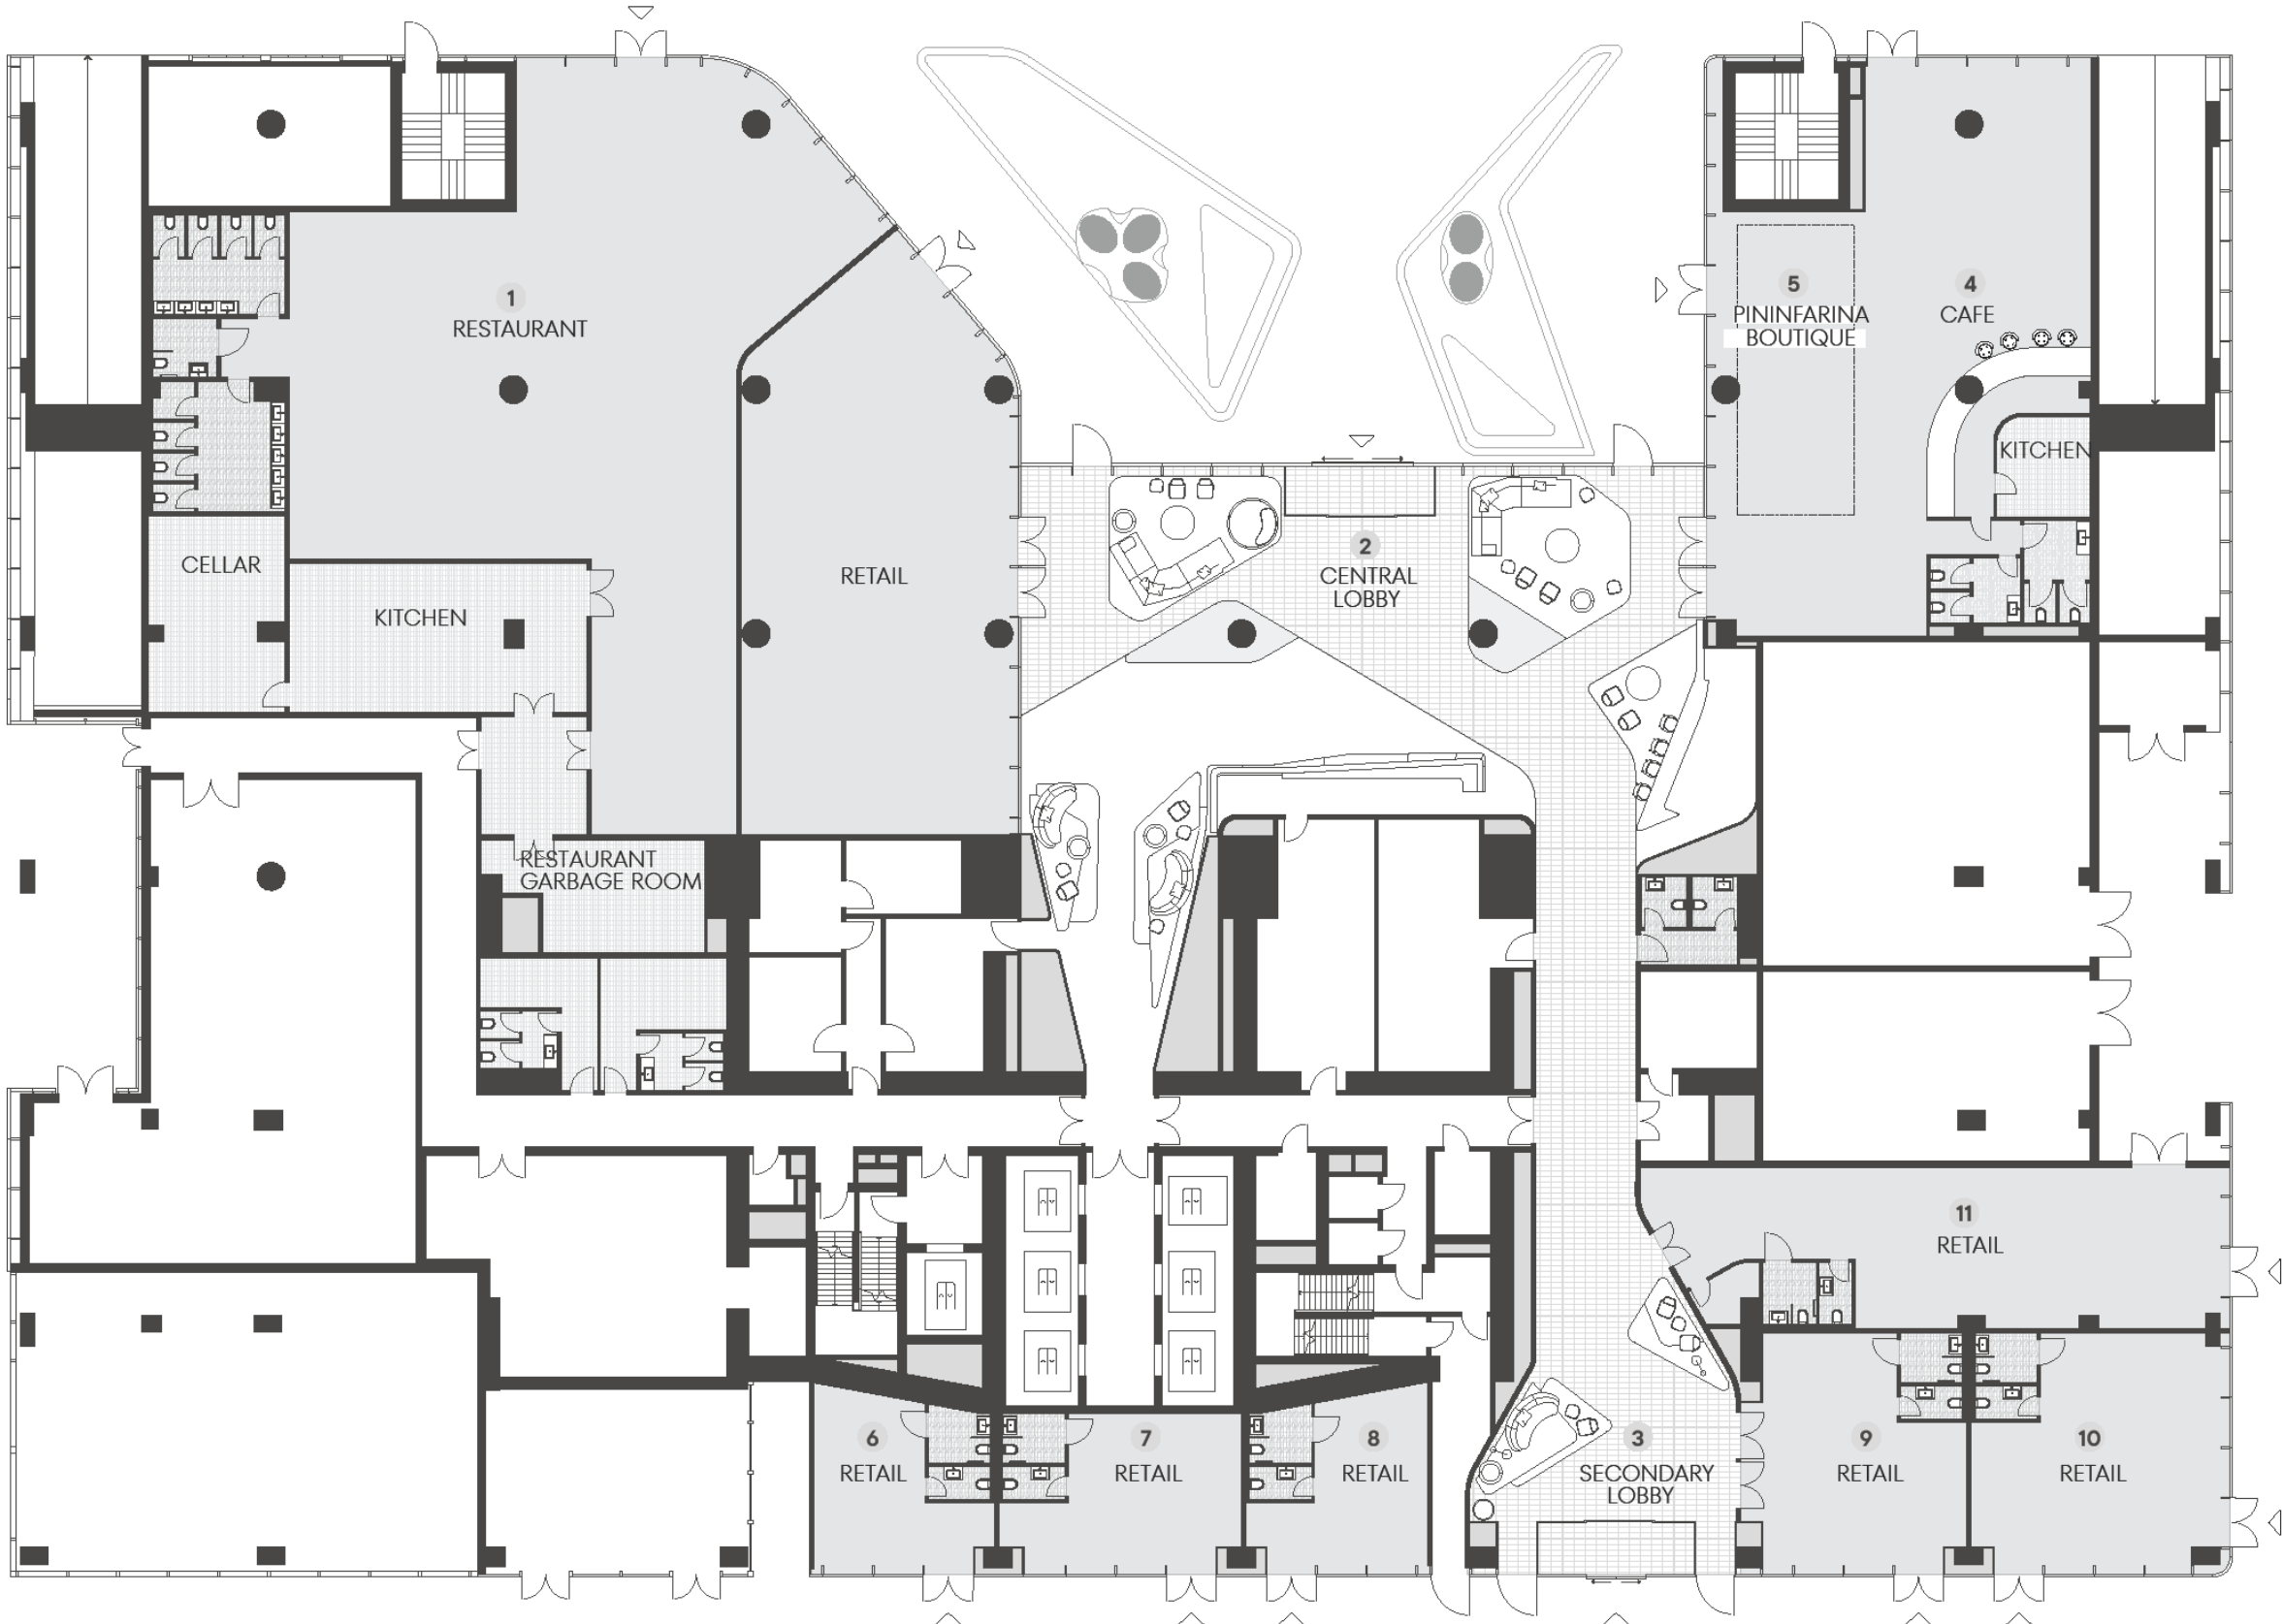 1
RESTAURANT
5
PININFARINA
BOUTIQUE
4
CAFE
KITCHEN
CELLAR
KITCHEN
RETAIL
2
CENTRAL
LOBBY
RESTAURANT
GARBAGE ROOM
11
RETAIL
6
RETAIL
7
RETAIL
8
RETAIL
3
SECONDARY
LOBBY
9
RETAIL
10
RETAIL